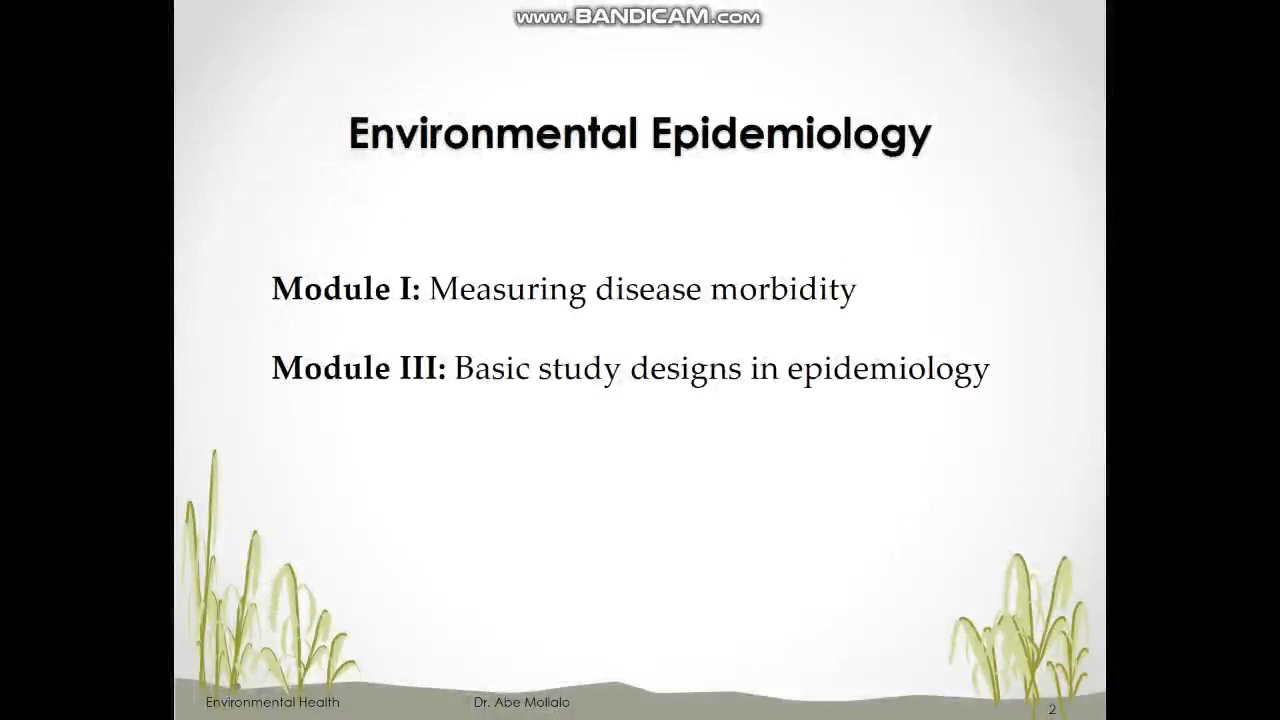 www.BANDICAM.com
Environmental Epidemiology
Module I: Measuring disease morbidity
Module III: Basic study designs in epidemiology
Environmental Health
Dr. Abe Mollalo
2